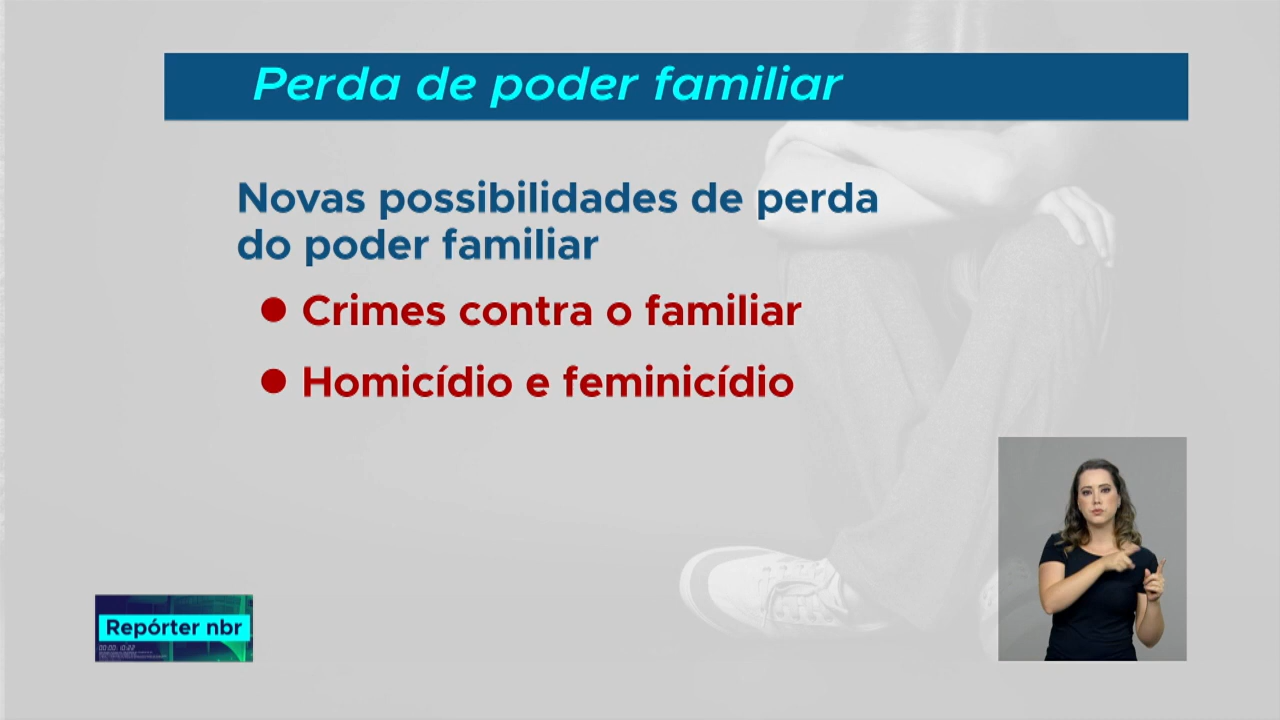 Perda de poder familiar
Novas possibilidades de perda
do poder familiar
● Crimes contra o familiar
● Homicídio e feminicídio
Repórter nbr